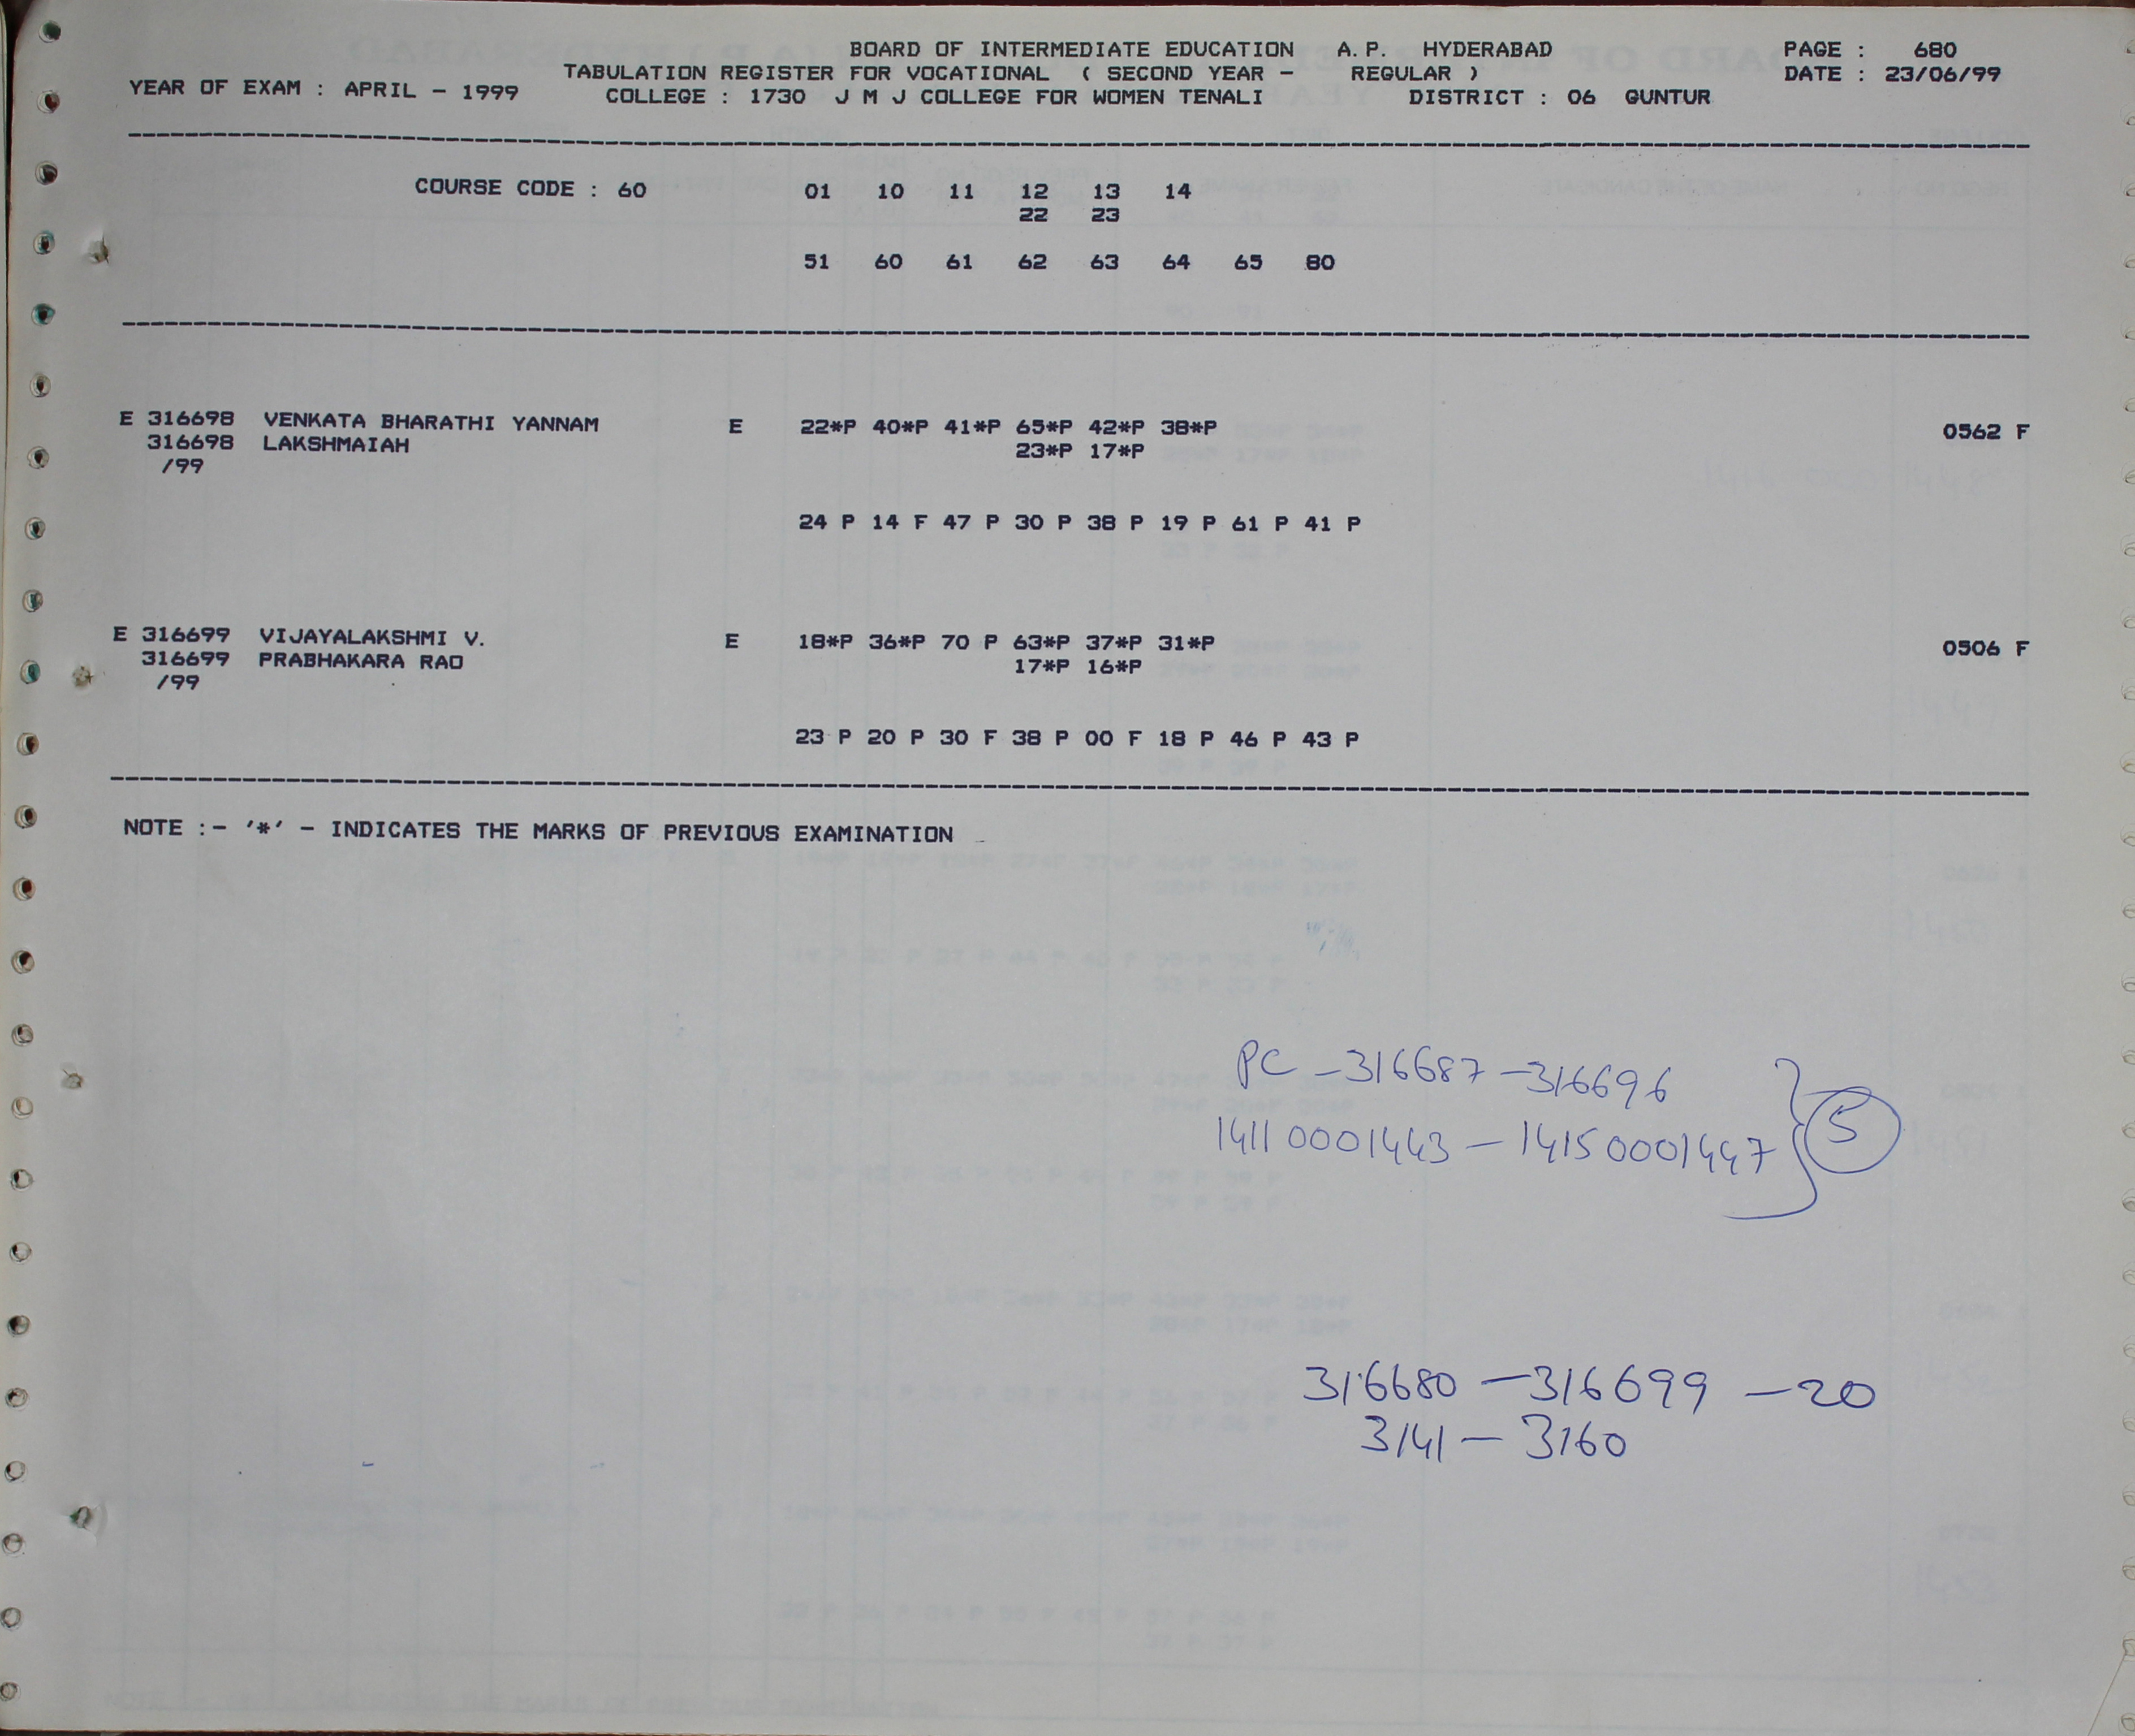 BOARD OF INTERMEDIATE EDUCATION A.P. HYDERABAD PAGE : 680
TABULATION REGISTER FOR VOCATIONAL ( SECOND YEAR - REGULAR ) DATE : 23/06/99
YEAR OF EXAM : APRIL - 1999 COLLEGE : 1730 J M J COLLEGE FOR WOMEN TENALI DISTRICT : 06 GUNTUR
COURSE CODE : 60 01 10 11 12 13 14
22 23
51 60 61 62 63 64 65 80
E 316698 VENKATA BHARATHI YANNAM E 22*P 40*P 41*P 65*P 42*P 38*P 0562 F
316698 LAKSHMAIAH 23*P 17*P
/99
24 P 14 F 47 P 30 P 38 P 19 P 61 P 41 P
E 316699 VIJAYALAKSHMI V. E 18*P 36*P 70 P 63*P 37*P 31*P 0506 F
316699 PRABHAKARA RAO 17*P 16*P
/99
23 P 20 P 30 F 38 P 00 F 18 P 46 P 43 P
NOTE :- '*' - INDICATES THE MARKS OF PREVIOUS EXAMINATION
PC - 316687 - 316696
14110001443 - 14150001447 } 5
316680 - 316699 - 20
3141 - 3160